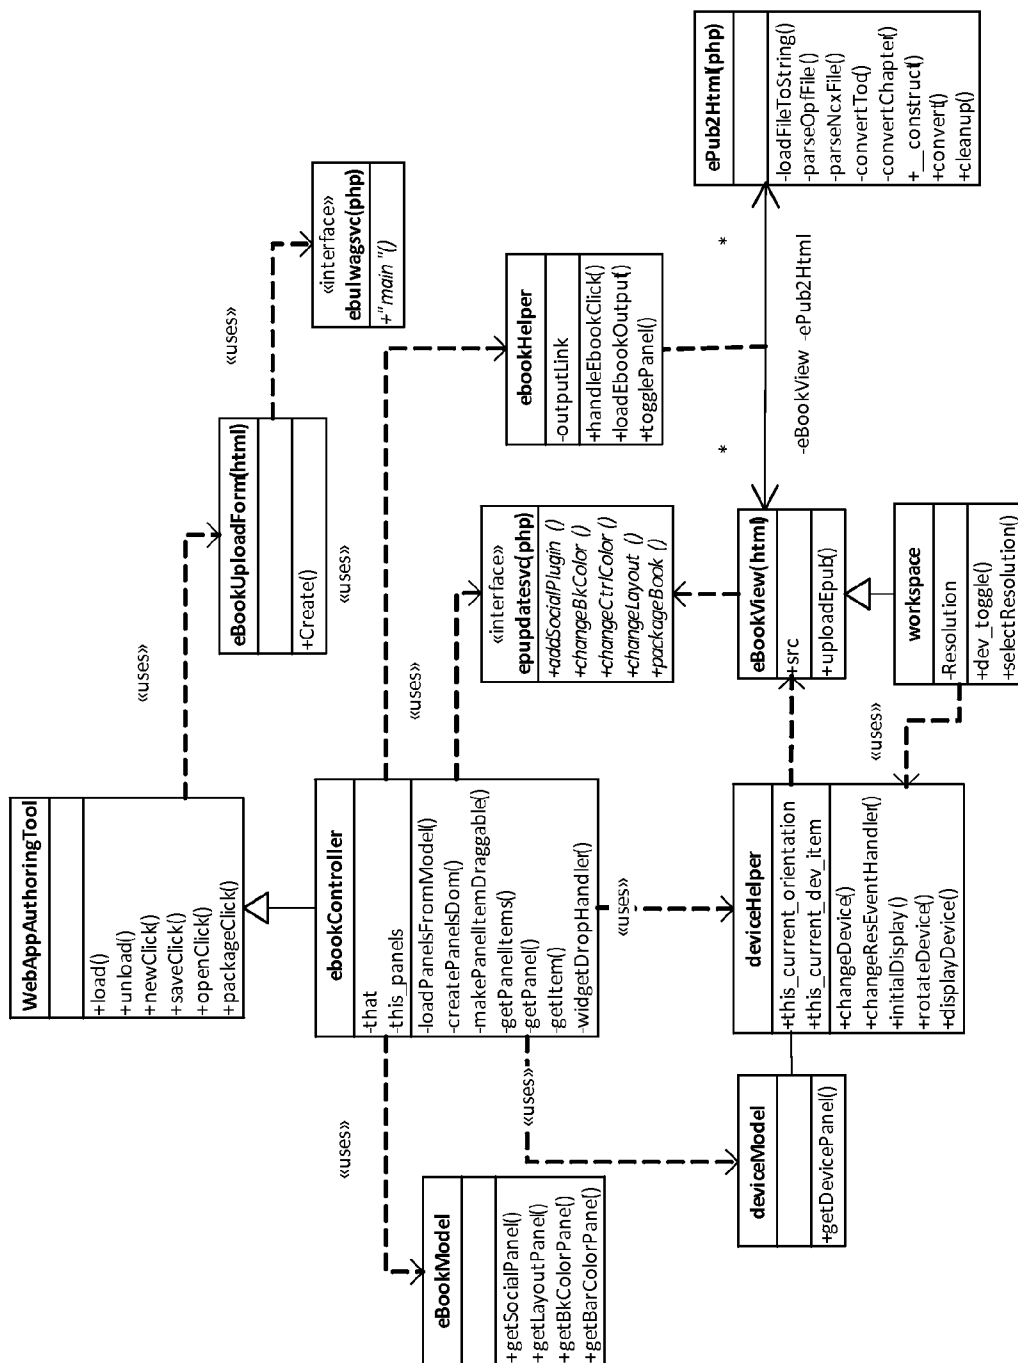 WebAppAuthoringTool
+load()
+unload()
+newClick()
+saveClick()
+openClick()
+packageClick()
«uses»
eBookUploadForm(html)
+Create()
«uses»
«interface»
ebulwagsvc(php)
+"main "()
ebookController
-that
-this_panels
-loadPanelsFromModel()
-createPanelsDom()
-makePanelItemDraggable()
-getPanelItems()
-getPanel()
-getItem()
-widgetDropHandler()
«uses»
eBookModel
+getSocialPanel()
+getLayoutPanel()
+getBkColorPane()
+getBarColorPane()
«uses»
«uses»
«interface»
epupdatesvc(php)
+addSocialPlugin ()
+changeBkColor ()
+changeCtrlColor ()
+changeLayout ()
+packageBook ()
ebookHelper
-outputLink
+handleEbookClick()
+loadEbookOutput()
+togglePanel()
«uses»
«uses»
deviceModel
+getDevicePanel()
deviceHelper
+this_current_orientation
+this_current_dev_item
+changeDevice()
+changeResEventHandler()
+initialDisplay()
+rotateDevice()
+displayDevice()
eBookView(html)
+src
+uploadEpub()
*
*
-eBookView
-ePub2Html
ePub2Html(php)
-loadFileToString()
-parseOpfFile()
-parseNcxFile()
-convertToc()
-convertChapter()
+__construct()
+convert()
+cleanup()
«uses»
workspace
-Resolution
+dev_toggle()
+selectResolution()